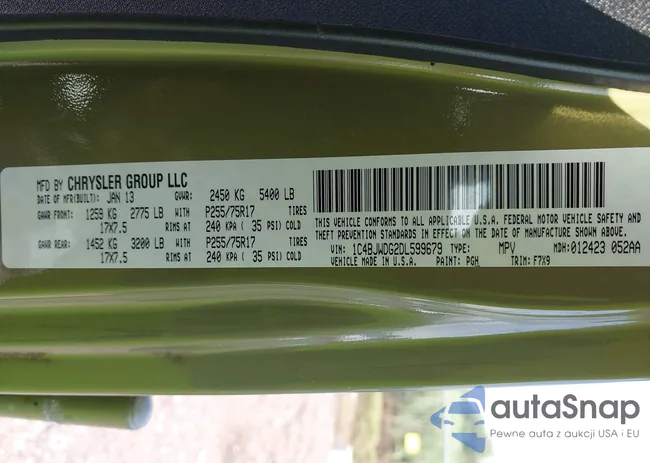 MFD BY CHRYSLER GROUP LLC
DATE OF MFR(BUILT): JAN 13 GVWR: 2450 KG 5400 LB
GAWR FRONT: 1259 KG 2775 LB WITH P255/75R17 TIRES
17X7.5 RIMS AT 240 KPA ( 35 PSI) COLD
GAWR REAR: 1452 KG 3200 LB WITH P255/75R17 TIRES
17X7.5 RIMS AT 240 KPA ( 35 PSI) COLD
THIS VEHICLE CONFORMS TO ALL APPLICABLE U.S.A. FEDERAL MOTOR VEHICLE SAFETY AND
THEFT PREVENTION STANDARDS IN EFFECT ON THE DATE OF MANUFACTURE SHOWN ABOVE.
VIN: 1C4BJWDG2DL599679 TYPE: MPV MDH:012423 052AA
VEHICLE MADE IN U.S.A. PAINT: PGH TRIM: F7X9
autaSnap
Pewne auta z aukcji USA i EU